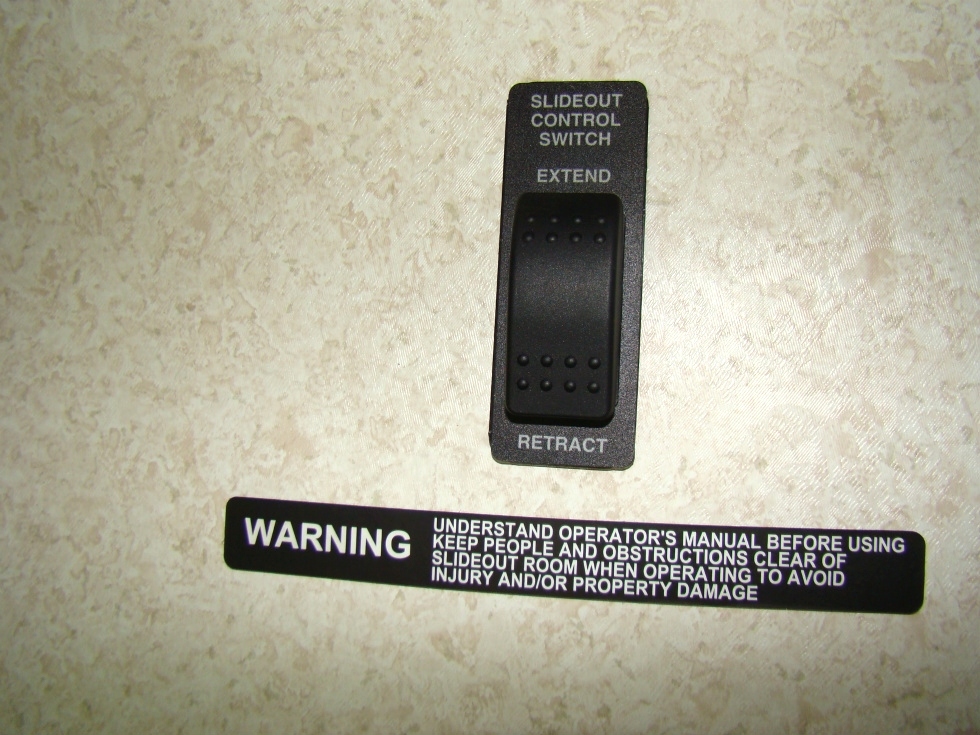 SLIDEOUT
CONTROL
SWITCH
EXTEND
RETRACT
WARNING
UNDERSTAND OPERATOR'S MANUAL BEFORE USING
KEEP PEOPLE AND OBSTRUCTIONS CLEAR OF
SLIDEOUT ROOM WHEN OPERATING TO AVOID
INJURY AND/OR PROPERTY DAMAGE